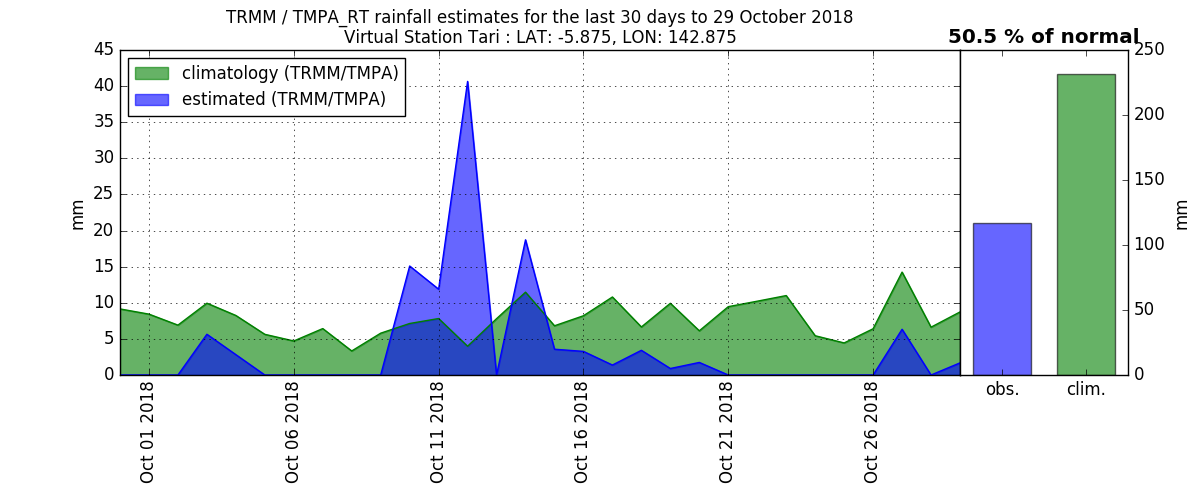 TRMM / TMPA_RT rainfall estimates for the last 30 days to 29 October 2018
Virtual Station Tari : LAT: -5.875, LON: 142.875
50.5 % of normal
climatology (TRMM/TMPA)
estimated (TRMM/TMPA)
mm
45
40
35
30
25
20
15
10
5
0
Oct 01 2018
Oct 06 2018
Oct 11 2018
Oct 16 2018
Oct 21 2018
Oct 26 2018
obs.
clim.
250
200
150
100
50
0
mm